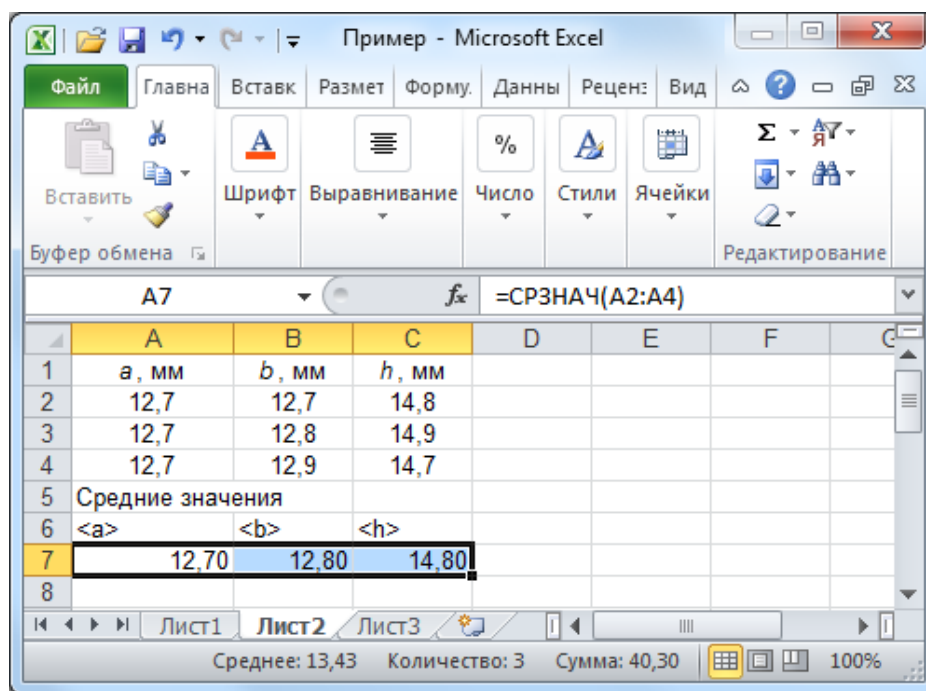 Пример - Microsoft Excel
Файл Главна Вставк Размет Форму. Данны Реценз Вид
Вставить Шрифт Выравнивание Число Стили Ячейки
Буфер обмена Редактирование
A7 fx =СРЗНАЧ(A2:A4)
A B C D E F G
1 a, мм b, мм h, мм
2 12,7 12,7 14,8
3 12,7 12,8 14,9
4 12,7 12,9 14,7
5 Средние значения
6 <a> <b> <h>
7 12,70 12,80 14,80
8
Лист1 Лист2 Лист3
Среднее: 13,43 Количество: 3 Сумма: 40,30 100%